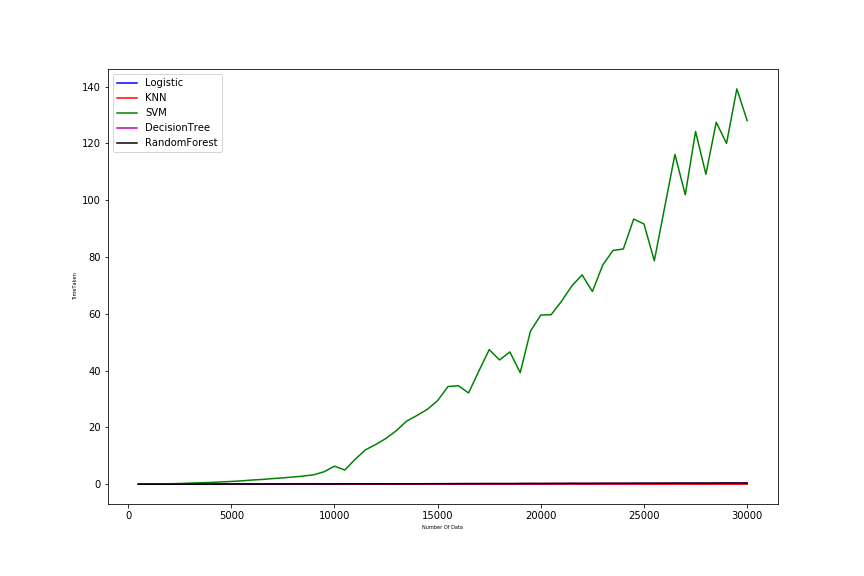 Logistic
KNN
SVM
DecisionTree
RandomForest
140
120
100
80
60
40
20
0
TimeTaken
0 5000 10000 15000 20000 25000 30000
Number Of Data